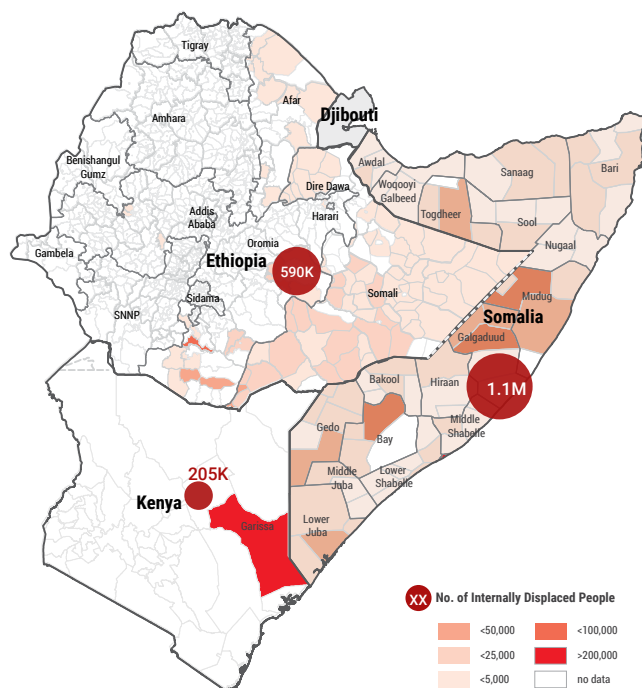 Tigray
Afar
Amhara
Djibouti
Benishangul
Gumz
Awdal
Woqooyi
Galbeed
Sanaag
Bari
Dire Dawa
Togdheer
Harari
Addis
Ababa
Sool
Oromia
Nugaal
Gambela
Ethiopia
590K
Somali
Mudug
Sidama
SNNP
Somalia
Galgaduud
1.1M
Bakool
Hiraan
Gedo
Middle
Shabelle
Bay
205K
Middle
Juba
Lower
Shabelle
Kenya
Garissa
Lower
Juba
XX No. of Internally Displaced People
<50,000
<100,000
<25,000
>200,000
<5,000
no data